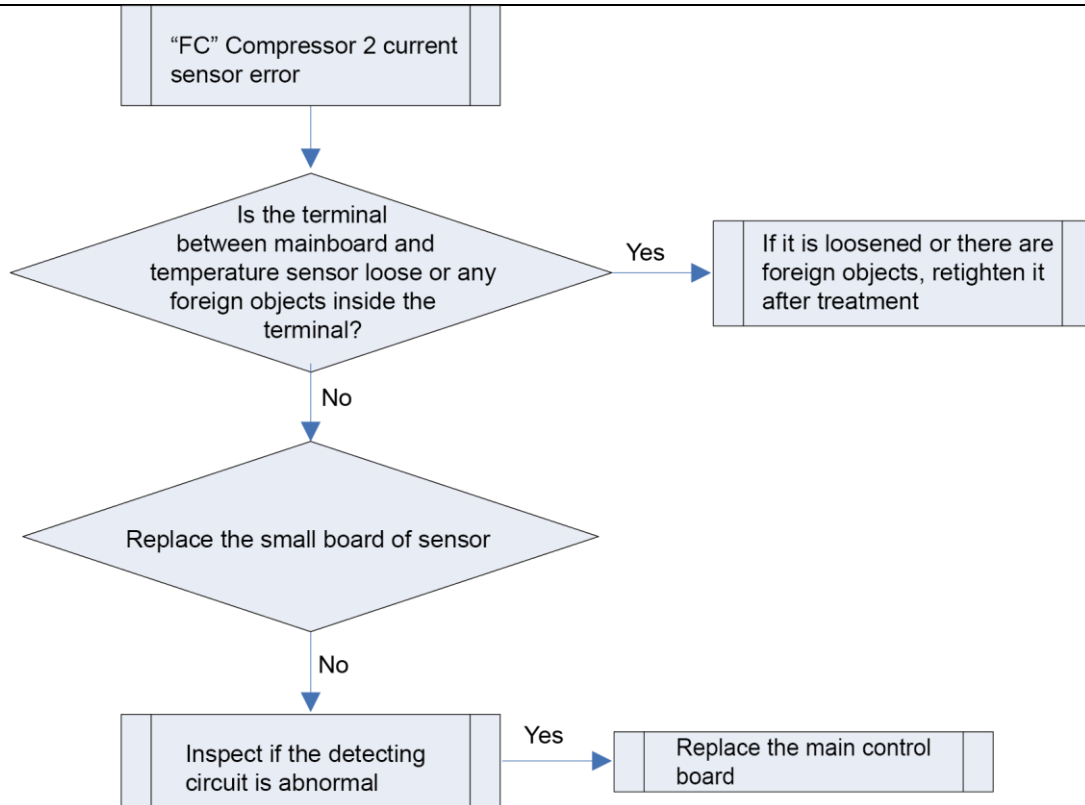 “FC” Compressor 2 current
sensor error
Is the terminal
between mainboard and
temperature sensor loose or any
foreign objects inside the
terminal?
Yes
If it is loosened or there are
foreign objects, retighten it
after treatment
No
Replace the small board of sensor
No
Inspect if the detecting
circuit is abnormal
Yes
Replace the main control
board